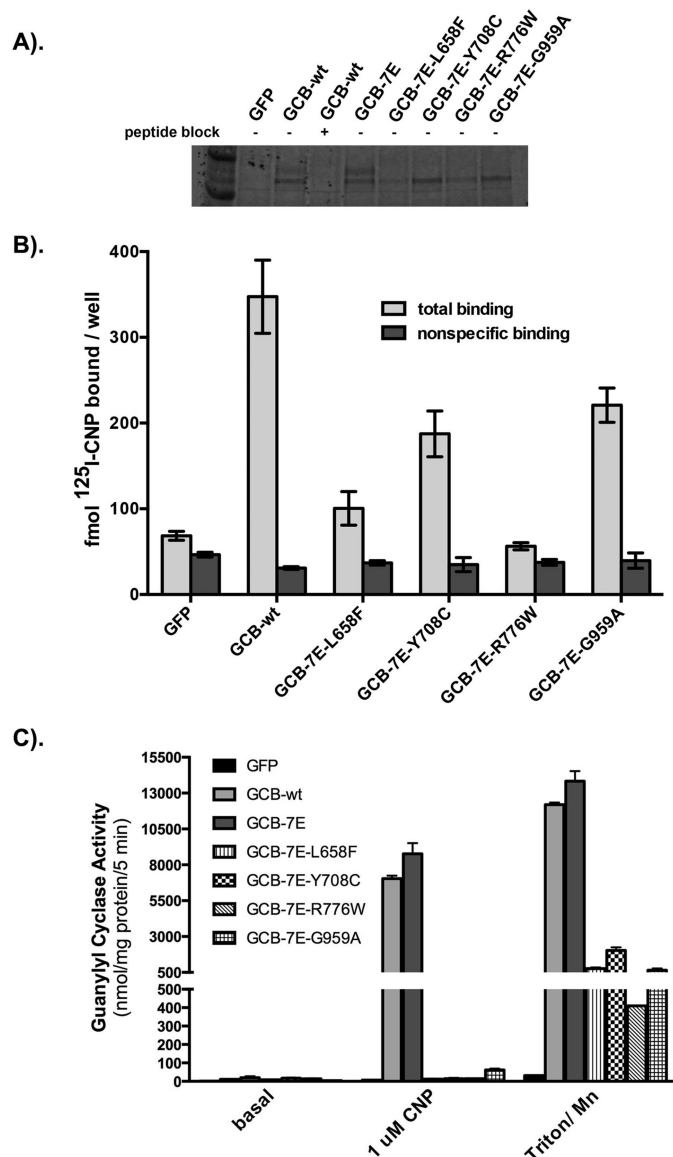 A).
GFP
GCB-wt
GCB-wt
GCB-7E
GCB-7E-L658F
GCB-7E-Y708C
GCB-7E-R776W
GCB-7E-G959A
peptide block - - + - - - - -
B).
fmol 125I-CNP bound / well
400
300
200
100
0
total binding
nonspecific binding
GFP
GCB-wt
GCB-7E-L658F
GCB-7E-Y708C
GCB-7E-R776W
GCB-7E-G959A
C).
Guanylyl Cyclase Activity
(nmol/mg protein/5 min)
15500
13000
10500
8000
5500
3000
500
500
400
300
200
100
0
GFP
GCB-wt
GCB-7E
GCB-7E-L658F
GCB-7E-Y708C
GCB-7E-R776W
GCB-7E-G959A
basal
1 uM CNP
Triton/ Mn